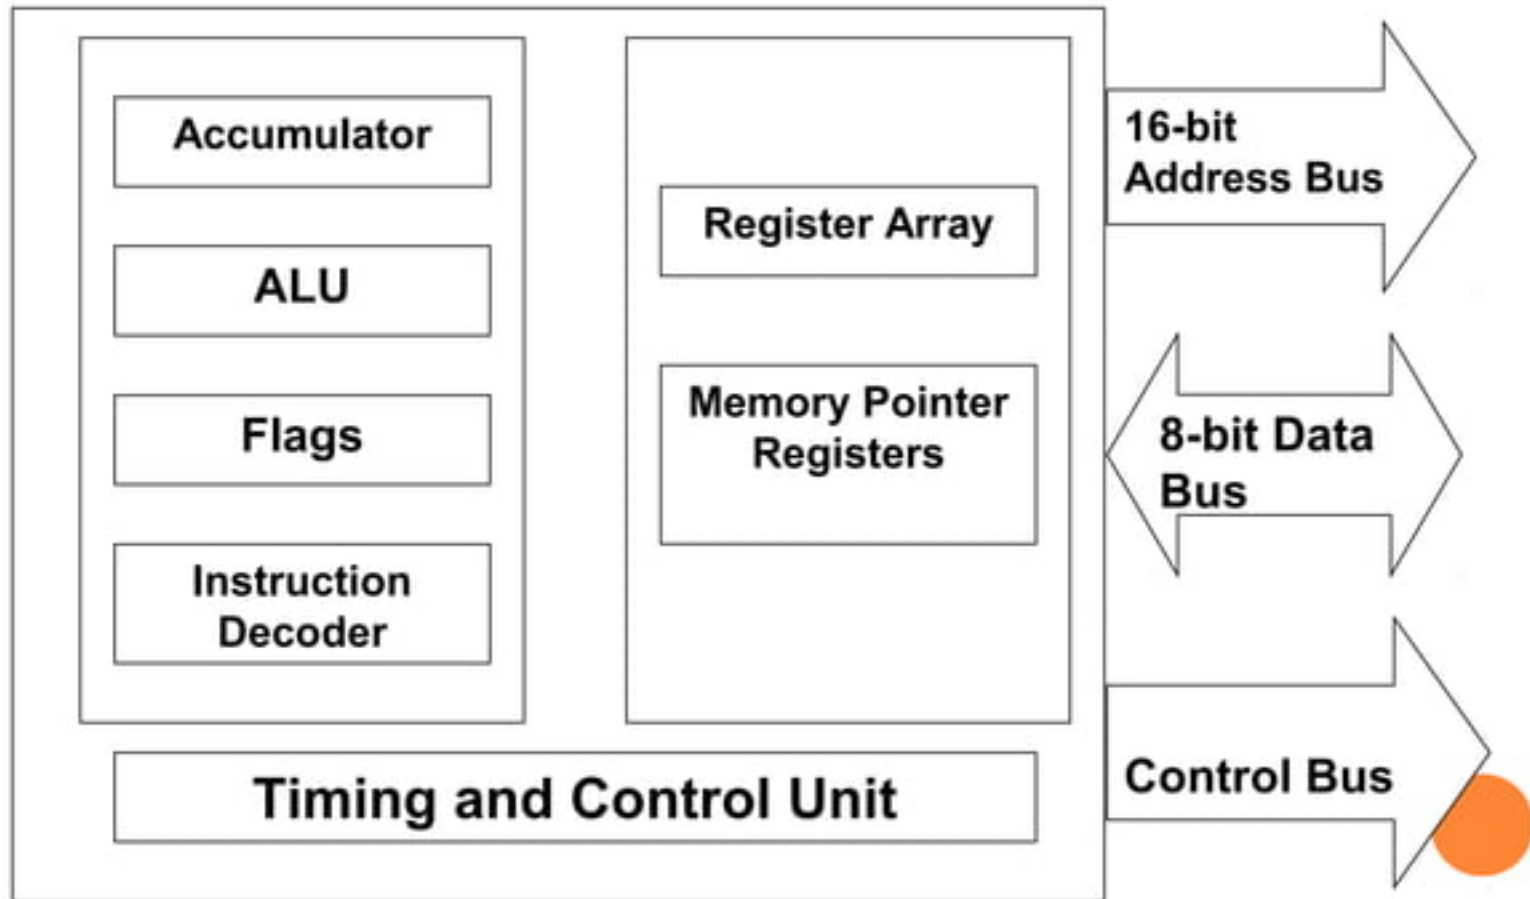 Accumulator
ALU
Flags
Instruction
Decoder
Register Array
Memory Pointer
Registers
Timing and Control Unit
16-bit
Address Bus
8-bit Data
Bus
Control Bus